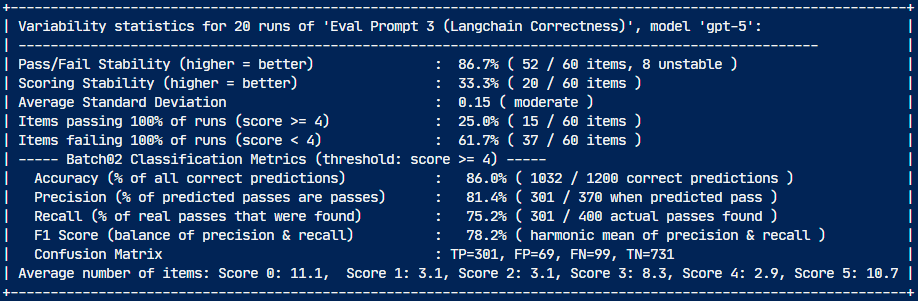 +---------------------------------------------------------------------------------------------------------------+
| Variability statistics for 20 runs of 'Eval Prompt 3 (Langchain Correctness)', model 'gpt-5':
| ----------------------------------------------------------------------------------------------------
| Pass/Fail Stability (higher = better)               :  86.7% ( 52 / 60 items, 8 unstable )
| Scoring Stability (higher = better)                 :  33.3% ( 20 / 60 items )
| Average Standard Deviation                          :  0.15 ( moderate )
| Items passing 100% of runs (score >= 4)             :  25.0% ( 15 / 60 items )
| Items failing 100% of runs (score < 4)              :  61.7% ( 37 / 60 items )
| ----- Batch02 Classification Metrics (threshold: score >= 4) -----
|   Accuracy (% of all correct predictions)           :   86.0% ( 1032 / 1200 correct predictions )
|   Precision (% of predicted passes are passes)      :   81.4% ( 301 / 370 when predicted pass )
|   Recall (% of real passes that were found)         :   75.2% ( 301 / 400 actual passes found )
|   F1 Score (balance of precision & recall)          :   78.2% ( harmonic mean of precision & recall )
|   Confusion Matrix                                  : TP=301, FP=69, FN=99, TN=731
| Average number of items: Score 0: 11.1,  Score 1: 3.1, Score 2: 3.1, Score 3: 8.3, Score 4: 2.9, Score 5: 10.7 |
+---------------------------------------------------------------------------------------------------------------+